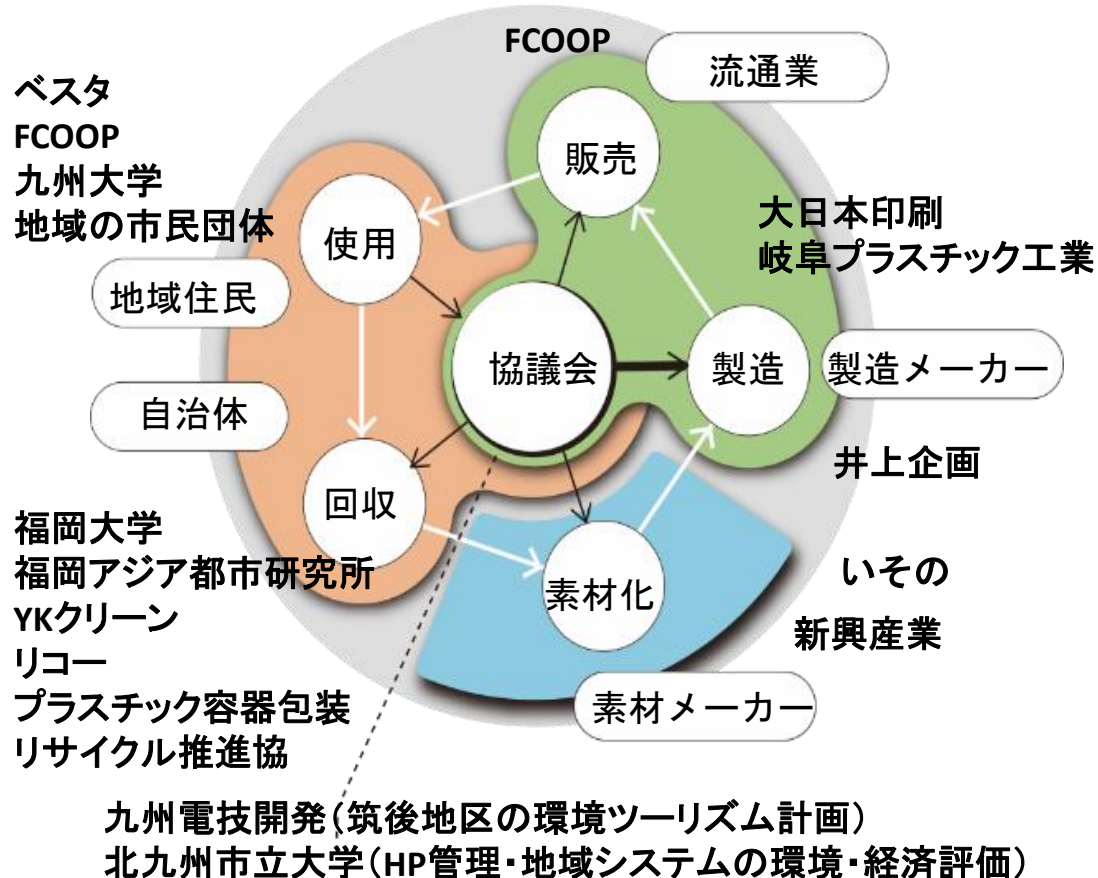 FCOOP
流通業
ベスタ
FCOOP
九州大学
地域の市民団体
販売
使用
大日本印刷
岐阜プラスチック工業
地域住民
協議会
製造
製造メーカー
自治体
井上企画
回収
福岡大学
福岡アジア都市研究所
YKクリーン
リコー
プラスチック容器包装
リサイクル推進協
素材化
いその
新興産業
素材メーカー
九州電技開発(筑後地区の環境ツーリズム計画)
北九州市立大学(HP管理・地域システムの環境・経済評価)